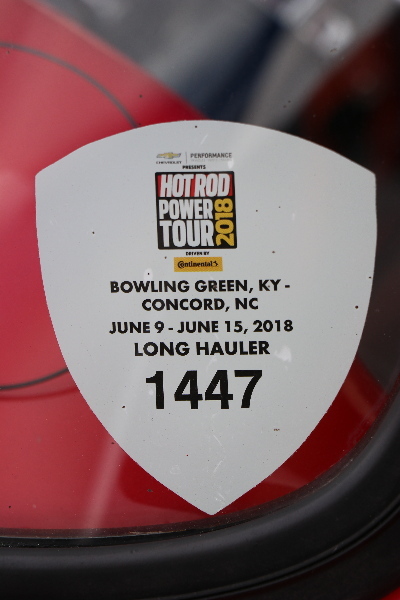 CHEVROLET PERFORMANCE
PRESENTS
HOT ROD
POWER
TOUR
2018
DRIVEN BY
Continental
BOWLING GREEN, KY -
CONCORD, NC
JUNE 9 - JUNE 15, 2018
LONG HAULER
1447